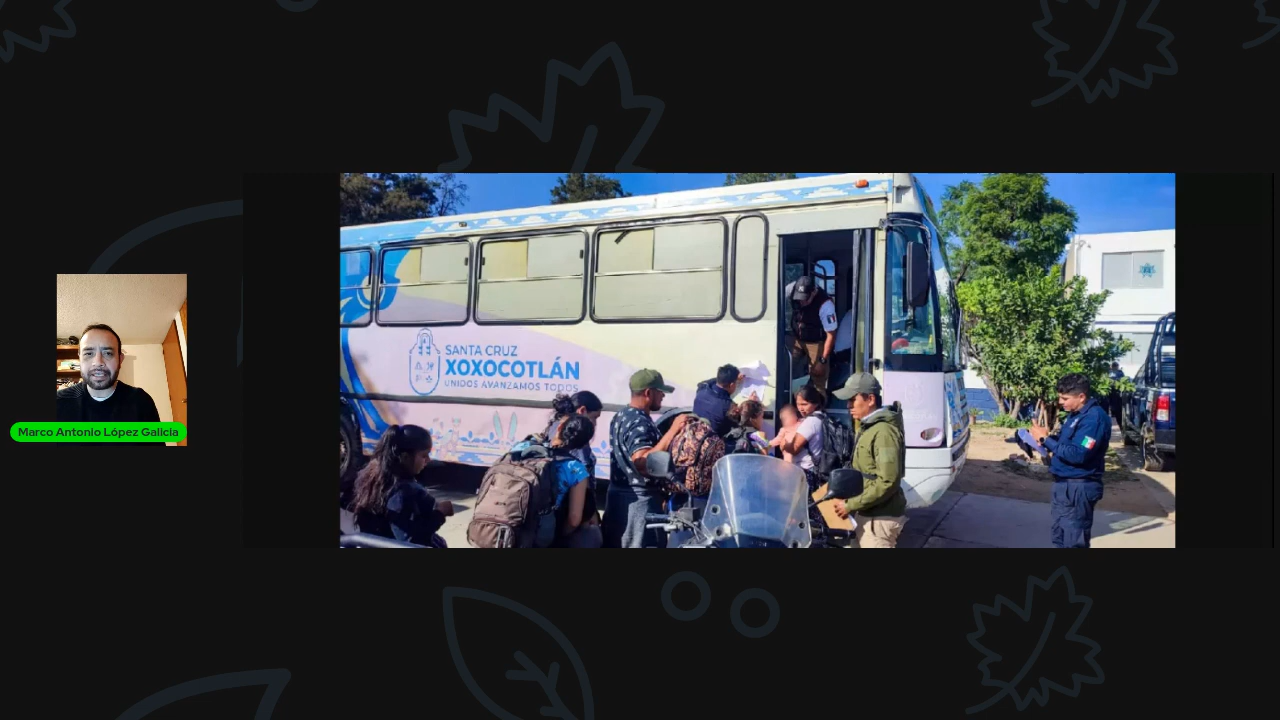 Marco Antonio López Galicia
SANTA CRUZ
XOXOCOTLÁN
UNIDOS AVANZAMOS TODOS